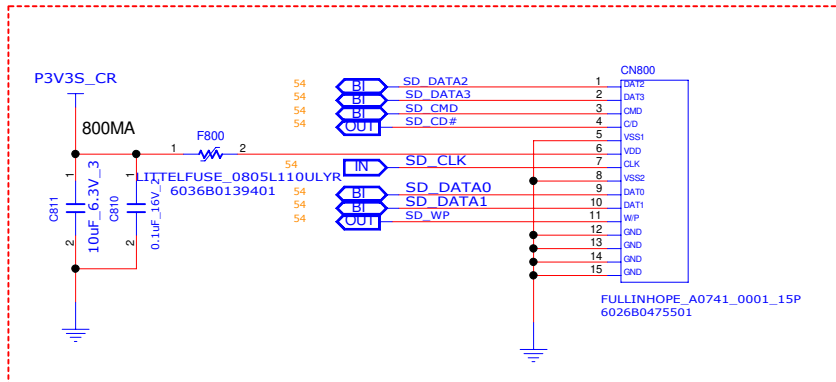 P3V3S_CR
800MA
1 F800 2
LITTELFUSE_0805L110ULYR
6036B0139401
C811
1
2
10uF_6.3V_3
C810
1
2
0.1uF_16V_2
CN800
54 BI SD_DATA2 1 DAT2
54 BI SD_DATA3 2 DAT3
54 BI SD_CMD 3 CMD
54 OUT SD_CD# 4 C/D
5 VSS1
6 VDD
54 IN SD_CLK 7 CLK
8 VSS2
54 BI SD_DATA0 9 DAT0
54 BI SD_DATA1 10 DAT1
54 OUT SD_WP 11 W/P
12 GND
13 GND
14 GND
15 GND
FULLINHOPE_A0741_0001_15P
6026B0475501